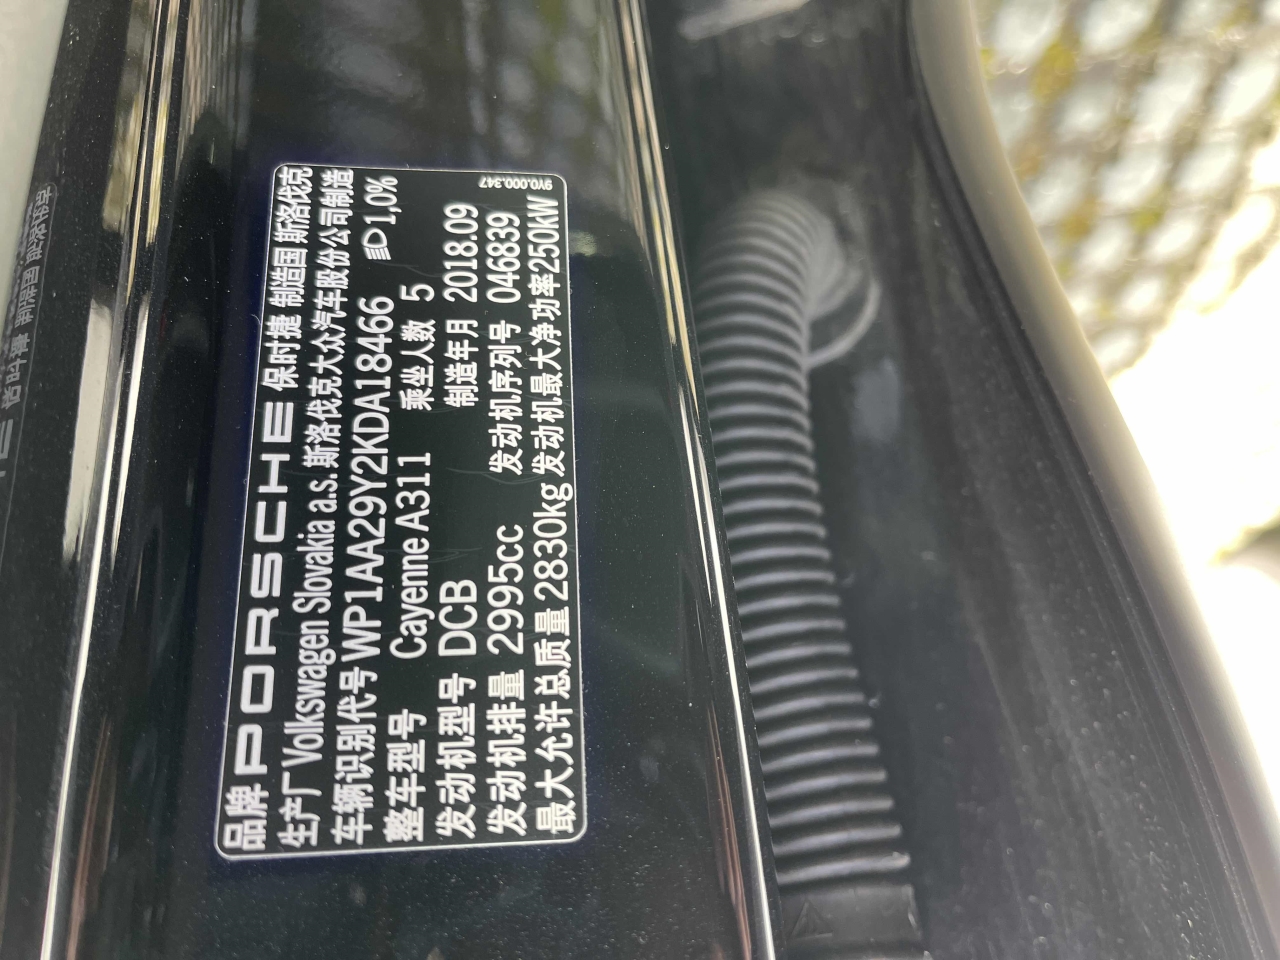 品牌 PORSCHE 保时捷 制造国 斯洛伐克
生产厂 Volkswagen Slovakia a.s. 斯洛伐克大众汽车股份公司制造
车辆识别代号 WP1AA29Y2KDA18466 1,0%
整车型号 Cayenne A311 乘坐人数 5
发动机型号 DCB 制造年月 2018.09
发动机排量 2995cc 发动机序列号 046839
最大允许总质量 2830kg 发动机最大净功率 250kW
9Y0.000.347